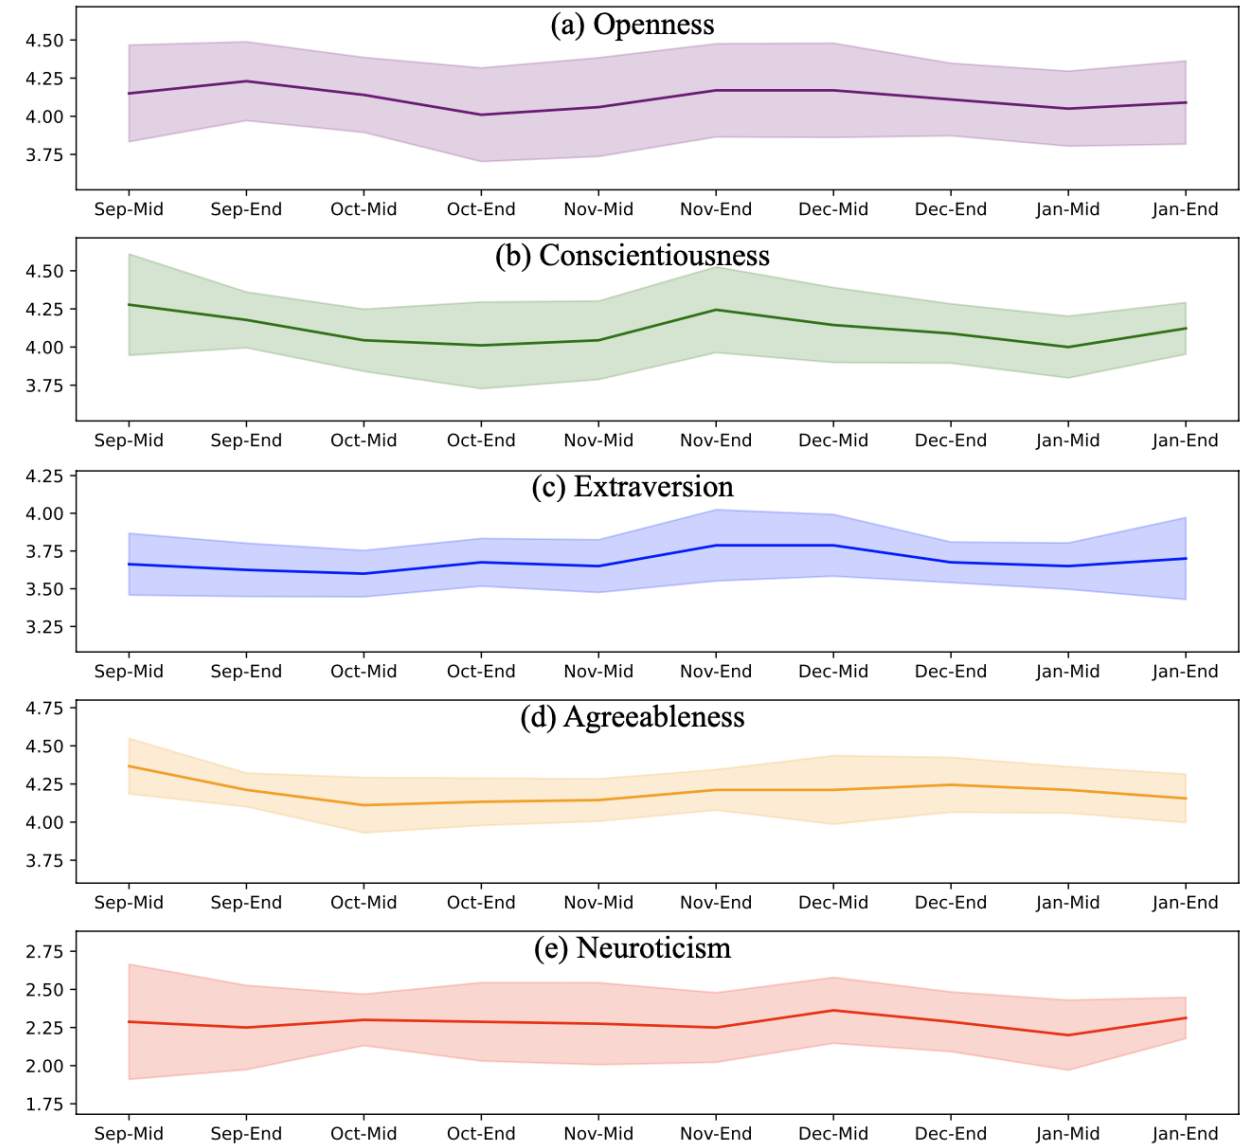 (a) Openness
4.50
4.25
4.00
3.75
Sep-Mid Sep-End Oct-Mid Oct-End Nov-Mid Nov-End Dec-Mid Dec-End Jan-Mid Jan-End
(b) Conscientiousness
4.50
4.25
4.00
3.75
Sep-Mid Sep-End Oct-Mid Oct-End Nov-Mid Nov-End Dec-Mid Dec-End Jan-Mid Jan-End
4.25
(c) Extraversion
4.00
3.75
3.50
3.25
Sep-Mid Sep-End Oct-Mid Oct-End Nov-Mid Nov-End Dec-Mid Dec-End Jan-Mid Jan-End
4.75
(d) Agreeableness
4.50
4.25
4.00
3.75
Sep-Mid Sep-End Oct-Mid Oct-End Nov-Mid Nov-End Dec-Mid Dec-End Jan-Mid Jan-End
(e) Neuroticism
2.75
2.50
2.25
2.00
1.75
Sep-Mid Sep-End Oct-Mid Oct-End Nov-Mid Nov-End Dec-Mid Dec-End Jan-Mid Jan-End